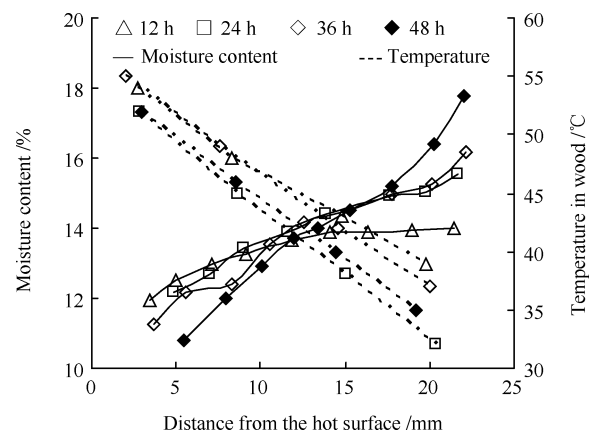 12 h 24 h 36 h 48 h
Moisture content Temperature
Moisture content /%
20
18
16
14
12
10
60
55
50
45
40
35
30
Temperature in wood /℃
0 5 10 15 20 25
Distance from the hot surface /mm